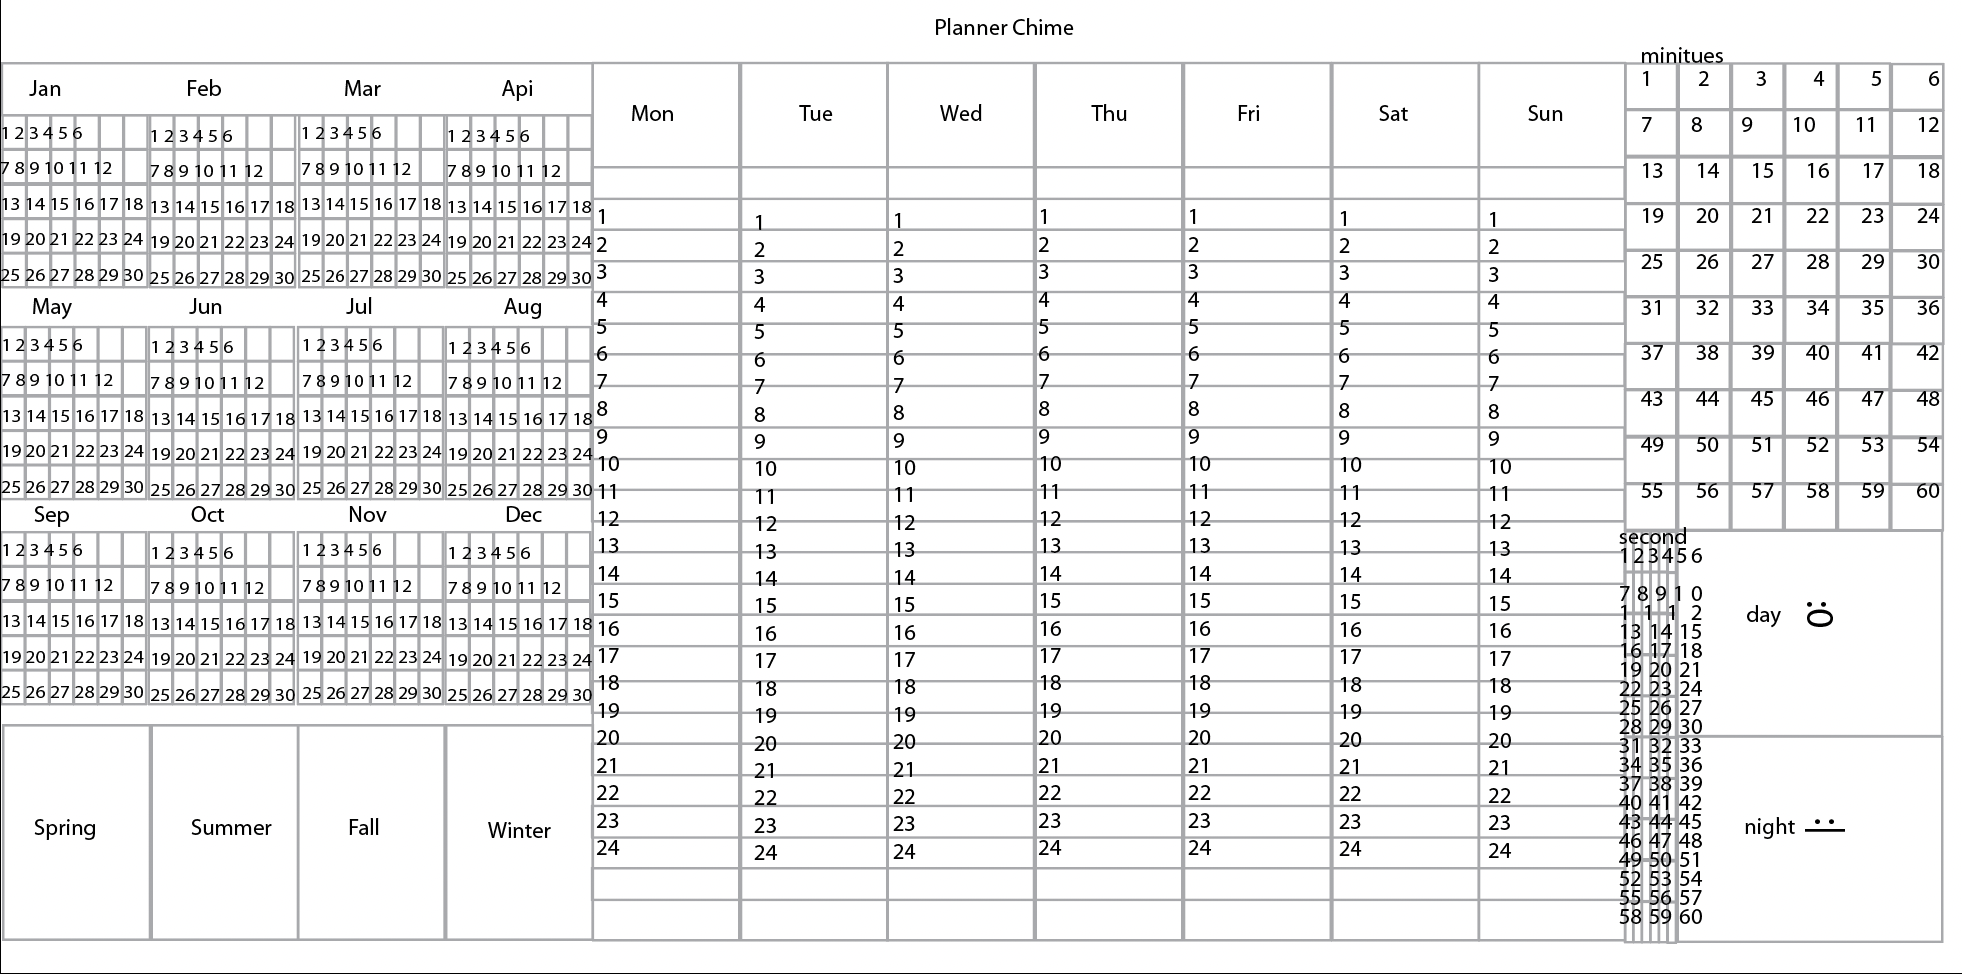 Planner Chime
Jan Feb Mar Api
1 2 3 4 5 6 1 2 3 4 5 6 1 2 3 4 5 6 1 2 3 4 5 6
7 8 9 10 11 12 7 8 9 10 11 12 7 8 9 10 11 12 7 8 9 10 11 12
13 14 15 16 17 18 13 14 15 16 17 18 13 14 15 16 17 18 13 14 15 16 17 18
19 20 21 22 23 24 19 20 21 22 23 24 19 20 21 22 23 24 19 20 21 22 23 24
25 26 27 28 29 30 25 26 27 28 29 30 25 26 27 28 29 30 25 26 27 28 29 30
May Jun Jul Aug
1 2 3 4 5 6 1 2 3 4 5 6 1 2 3 4 5 6 1 2 3 4 5 6
7 8 9 10 11 12 7 8 9 10 11 12 7 8 9 10 11 12 7 8 9 10 11 12
13 14 15 16 17 18 13 14 15 16 17 18 13 14 15 16 17 18 13 14 15 16 17 18
19 20 21 22 23 24 19 20 21 22 23 24 19 20 21 22 23 24 19 20 21 22 23 24
25 26 27 28 29 30 25 26 27 28 29 30 25 26 27 28 29 30 25 26 27 28 29 30
Sep Oct Nov Dec
1 2 3 4 5 6 1 2 3 4 5 6 1 2 3 4 5 6 1 2 3 4 5 6
7 8 9 10 11 12 7 8 9 10 11 12 7 8 9 10 11 12 7 8 9 10 11 12
13 14 15 16 17 18 13 14 15 16 17 18 13 14 15 16 17 18 13 14 15 16 17 18
19 20 21 22 23 24 19 20 21 22 23 24 19 20 21 22 23 24 19 20 21 22 23 24
25 26 27 28 29 30 25 26 27 28 29 30 25 26 27 28 29 30 25 26 27 28 29 30
Spring Summer Fall Winter
Mon Tue Wed Thu Fri Sat Sun
1 1 1 1 1 1 1
2 2 2 2 2 2 2
3 3 3 3 3 3 3
4 4 4 4 4 4 4
5 5 5 5 5 5 5
6 6 6 6 6 6 6
7 7 7 7 7 7 7
8 8 8 8 8 8 8
9 9 9 9 9 9 9
10 10 10 10 10 10 10
11 11 11 11 11 11 11
12 12 12 12 12 12 12
13 13 13 13 13 13 13
14 14 14 14 14 14 14
15 15 15 15 15 15 15
16 16 16 16 16 16 16
17 17 17 17 17 17 17
18 18 18 18 18 18 18
19 19 19 19 19 19 19
20 20 20 20 20 20 20
21 21 21 21 21 21 21
22 22 22 22 22 22 22
23 23 23 23 23 23 23
24 24 24 24 24 24 24
minitues
1 2 3 4 5 6
7 8 9 10 11 12
13 14 15 16 17 18
19 20 21 22 23 24
25 26 27 28 29 30
31 32 33 34 35 36
37 38 39 40 41 42
43 44 45 46 47 48
49 50 51 52 53 54
55 56 57 58 59 60
second
1 2 3 4 5 6
7 8 9 1 0
1 1 1 2
13 14 15
16 17 18
19 20 21
22 23 24
25 26 27
28 29 30
31 32 33
34 35 36
37 38 39
40 41 42
43 44 45
46 47 48
49 50 51
52 53 54
55 56 57
58 59 60
day
night